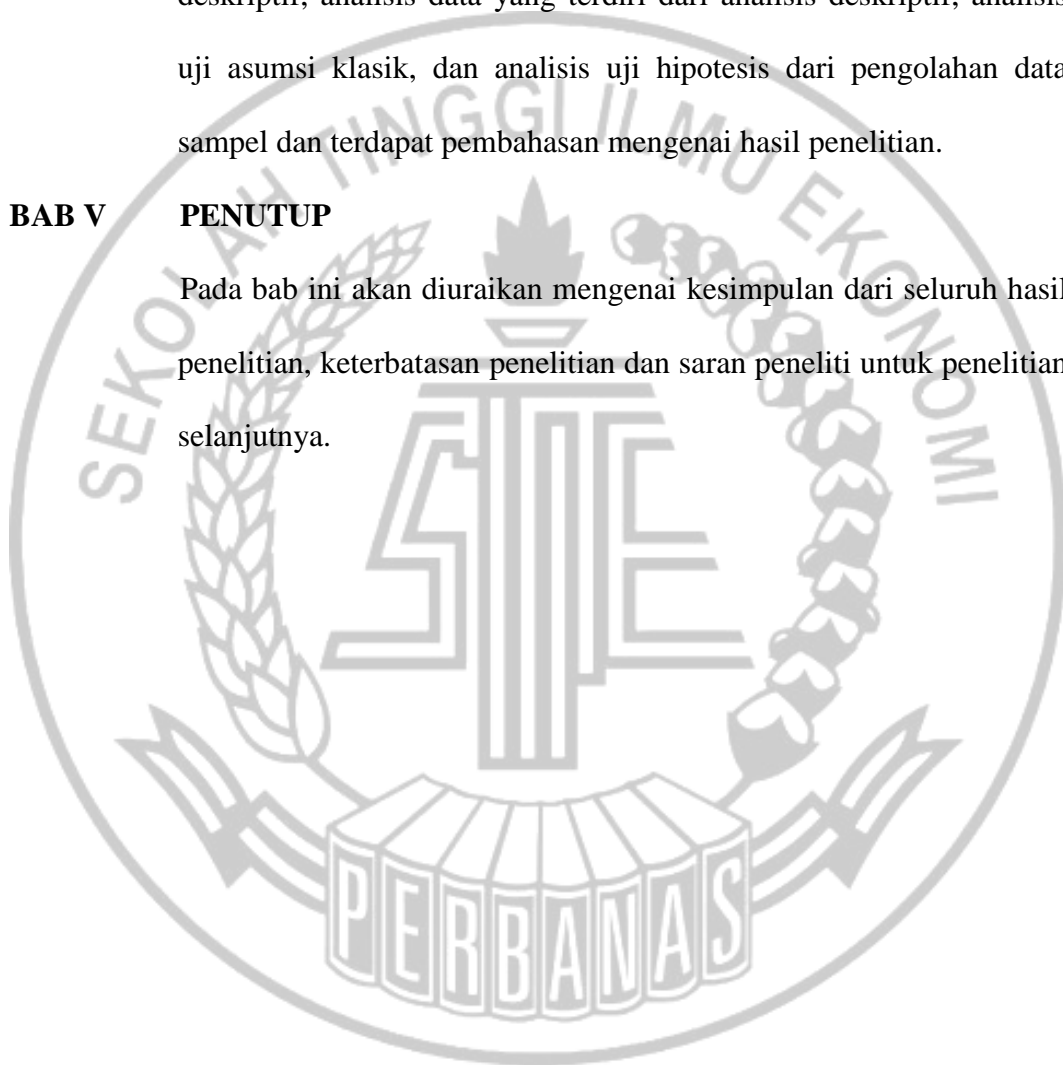 deskriptif, analisis data yang terdiri dari analisis deskriptif, analisis
uji asumsi klasik, dan analisis uji hipotesis dari pengolahan data
sampel dan terdapat pembahasan mengenai hasil penelitian.
BAB V PENUTUP
Pada bab ini akan diuraikan mengenai kesimpulan dari seluruh hasil
penelitian, keterbatasan penelitian dan saran peneliti untuk penelitian
selanjutnya.
SEKOLAH TINGGI ILMU EKONOMI
STIE
PERBANAS